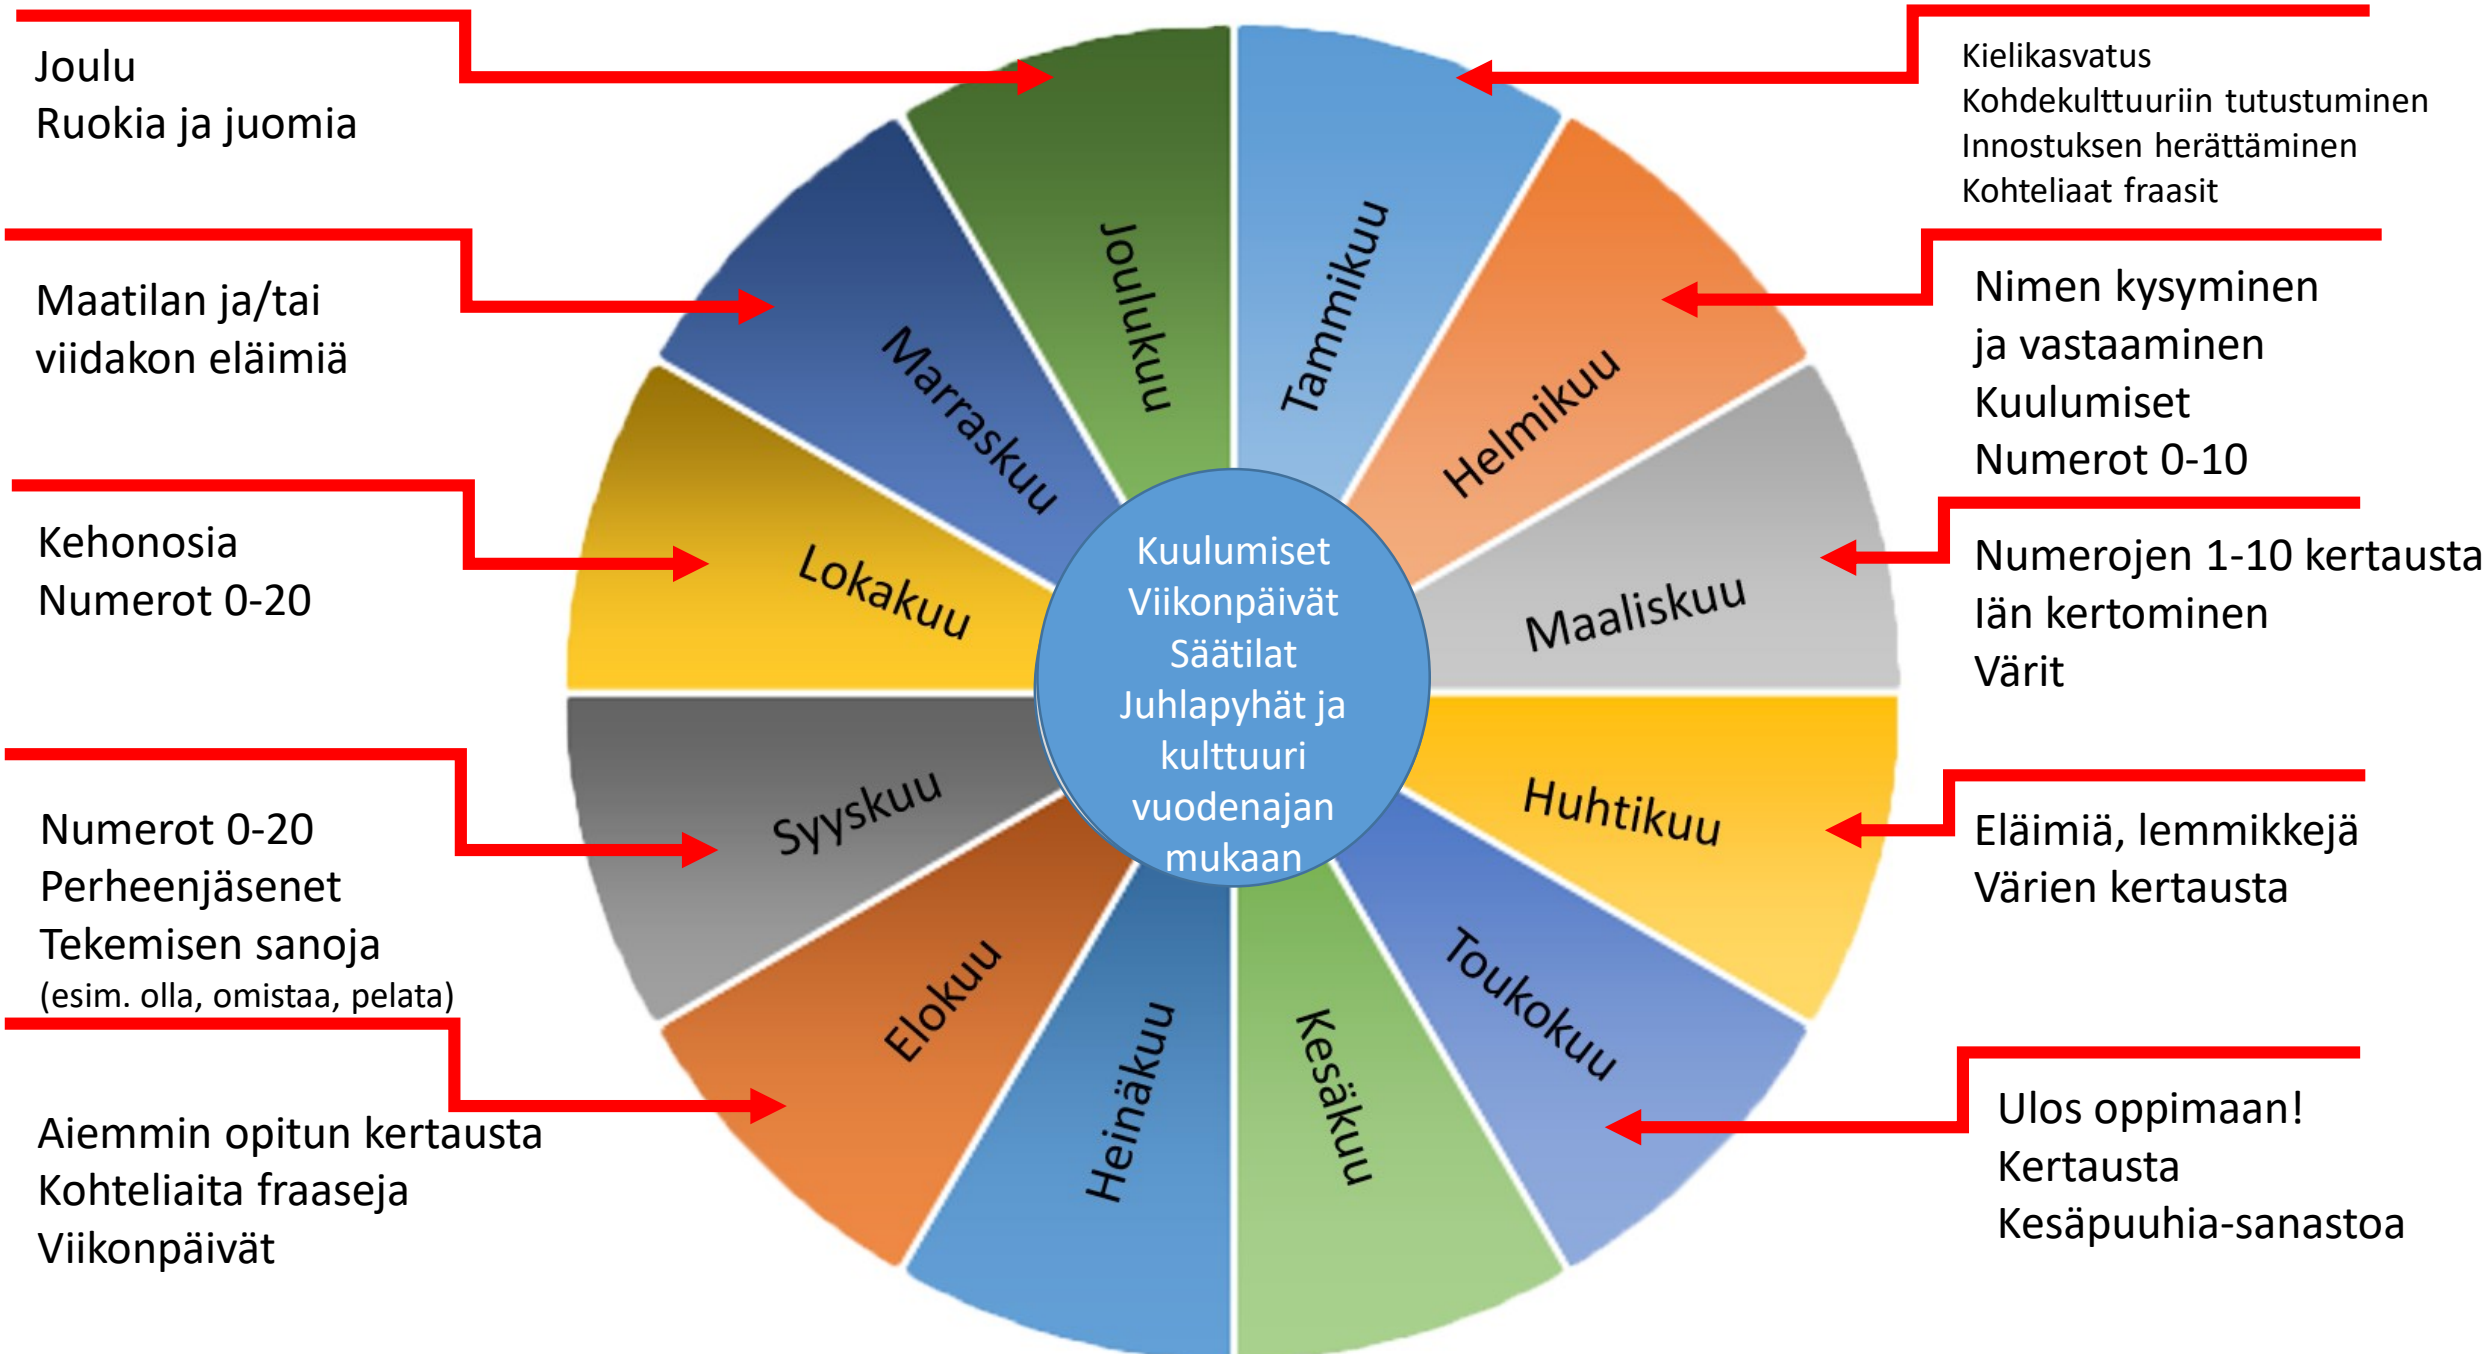 Joulu
Ruokia ja juomia
Maatilan ja/tai
viidakon eläimiä
Kehonosia
Numerot 0-20
Numerot 0-20
Perheenjäsenet
Tekemisen sanoja
(esim. olla, omistaa, pelata)
Aiemmin opitun kertausta
Kohteliaita fraaseja
Viikonpäivät
Joulukuu
Marraskuu
Lokakuu
Syyskuu
Elokuu
Heinäkuu
Kesäkuu
Toukokuu
Huhtikuu
Maaliskuu
Helmikuu
Tammikuu
Kuulumiset
Viikonpäivät
Säätilat
Juhlapyhät ja
kulttuuri
vuodenajan
mukaan
Kielikasvatus
Kohdekulttuuriin tutustuminen
Innostuksen herättäminen
Kohteliaat fraasit
Nimen kysyminen
ja vastaaminen
Kuulumiset
Numerot 0-10
Numerojen 1-10 kertausta
Iän kertominen
Värit
Eläimiä, lemmikkejä
Värien kertausta
Ulos oppimaan!
Kertausta
Kesäpuuhia-sanastoa